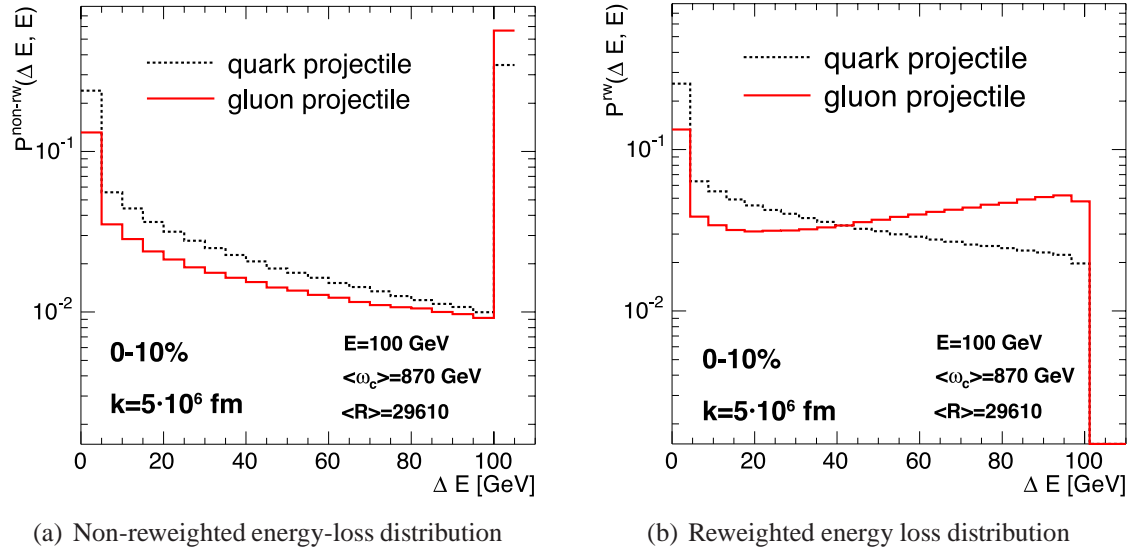 P^non-rw(Δ E, E)
quark projectile
gluon projectile
10^-1
10^-2
0-10%
k=5·10^6 fm
E=100 GeV
<ω_c>=870 GeV
<R>=29610
0 20 40 60 80 100
Δ E [GeV]
(a) Non-reweighted energy-loss distribution
P^rw(Δ E, E)
quark projectile
gluon projectile
10^-1
10^-2
0-10%
k=5·10^6 fm
E=100 GeV
<ω_c>=870 GeV
<R>=29610
0 20 40 60 80 100
Δ E [GeV]
(b) Reweighted energy loss distribution